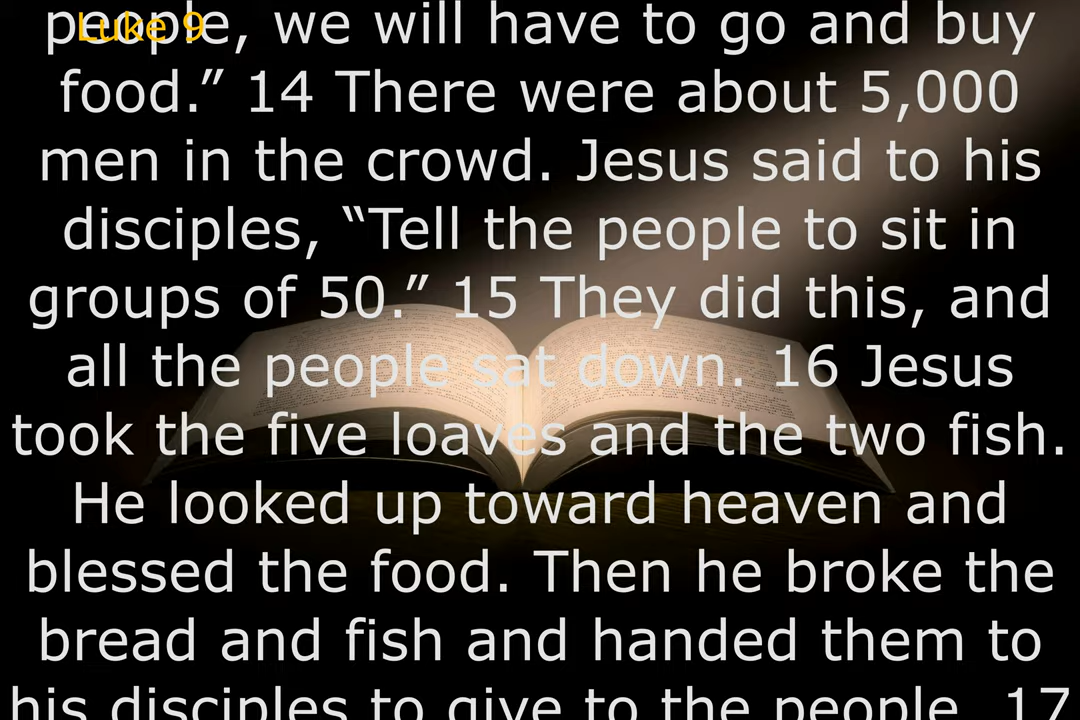 Luke 9
people, we will have to go and buy
food.” 14 There were about 5,000
men in the crowd. Jesus said to his
disciples, “Tell the people to sit in
groups of 50.” 15 They did this, and
all the people sat down. 16 Jesus
took the five loaves and the two fish.
He looked up toward heaven and
blessed the food. Then he broke the
bread and fish and handed them to
his disciples to give to the people. 17